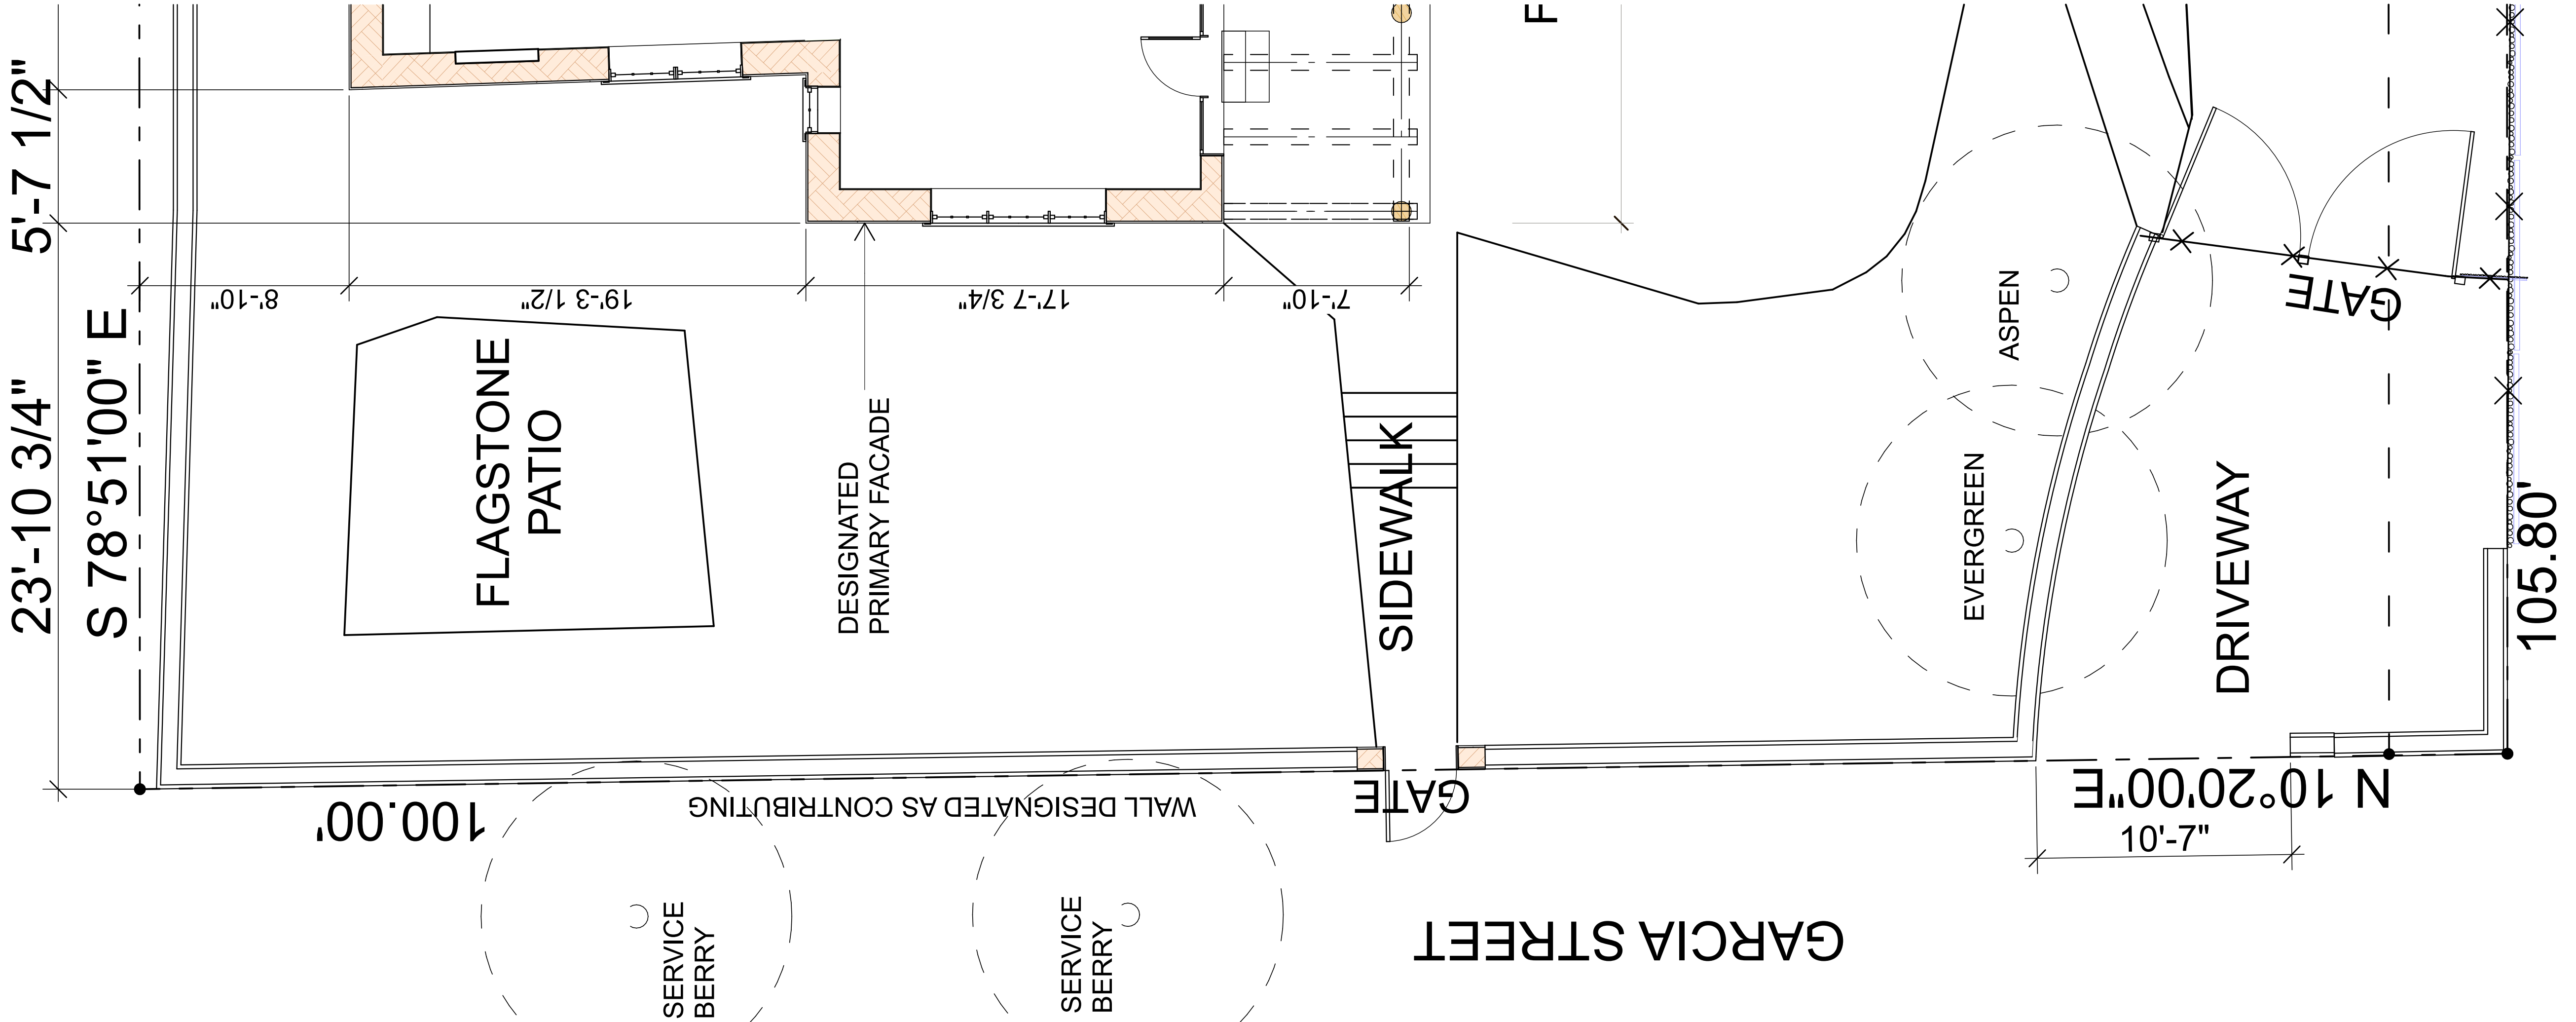 5'-7 1/2"
23'-10 3/4"
S 78°51'00" E
8'-10"
19'-3 1/2"
17'-7 3/4"
7'-10"
F
FLAGSTONE
PATIO
DESIGNATED
PRIMARY FACADE
SIDEWALK
ASPEN
EVERGREEN
DRIVEWAY
GATE
105.80'
100.00'
WALL DESIGNATED AS CONTRIBUTING
GATE
N 10°20'00"E
10'-7"
SERVICE
BERRY
SERVICE
BERRY
GARCIA STREET